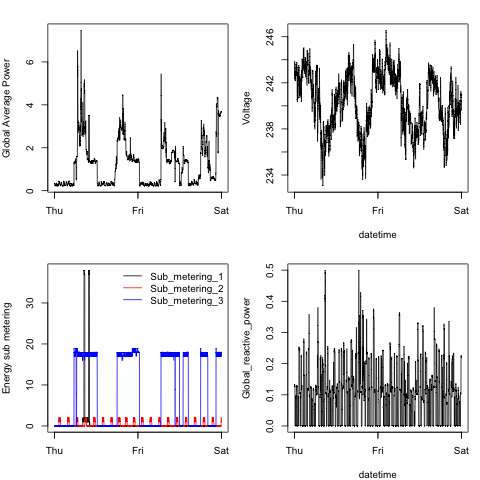 Global Average Power
6
4
2
0
Thu Fri Sat
Voltage
246
242
238
234
Thu Fri Sat
datetime
Energy sub metering
30
20
10
0
Sub_metering_1
Sub_metering_2
Sub_metering_3
Thu Fri Sat
Global_reactive_power
0.5
0.4
0.3
0.2
0.1
0.0
Thu Fri Sat
datetime